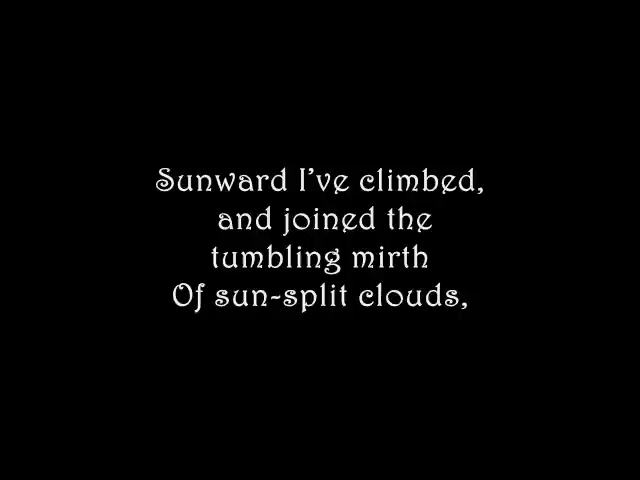 Sunward I’ve climbed,
and joined the
tumbling mirth
Of sun-split clouds,